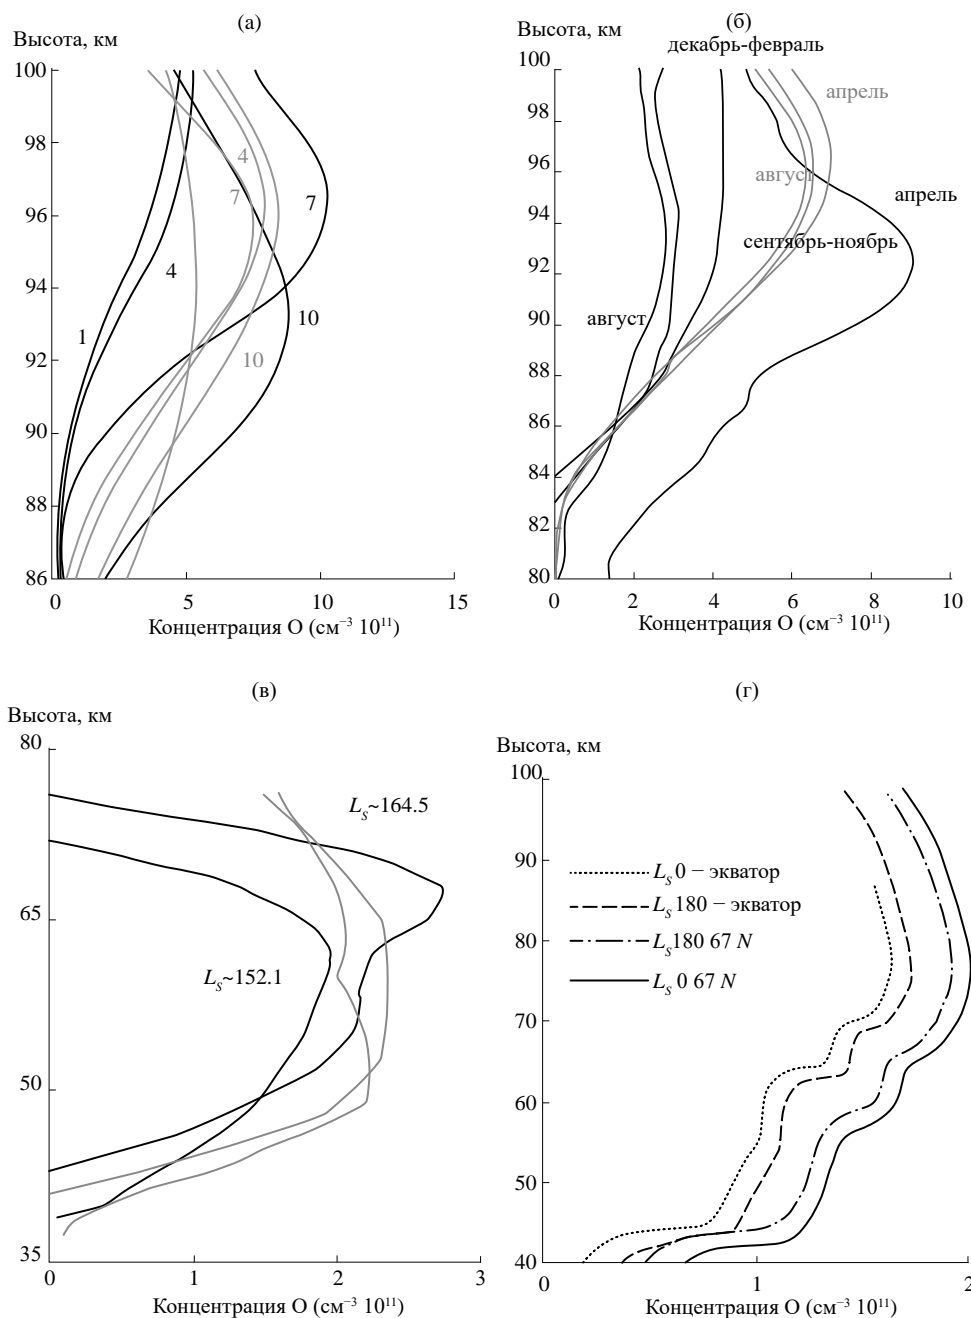 (а)
Высота, км
100
98
96
94
92
90
88
86
0
5
10
15
4
7
7
4
1
10
10
Концентрация О (см⁻³ 10¹¹)
(б)
Высота, км
декабрь-февраль
100
98
96
94
92
90
88
86
84
82
80
0
2
4
6
8
10
апрель
август
апрель
сентябрь-ноябрь
август
Концентрация О (см⁻³ 10¹¹)
(в)
Высота, км
80
65
50
35
0
1
2
3
L_S~164.5
L_S~152.1
Концентрация О (см⁻³ 10¹¹)
(г)
Высота, км
100
90
80
70
60
50
40
0
1
2
L_S 0 – экватор
L_S 180 – экватор
L_S 180 67 N
L_S 0 67 N
Концентрация О (см⁻³ 10¹¹)